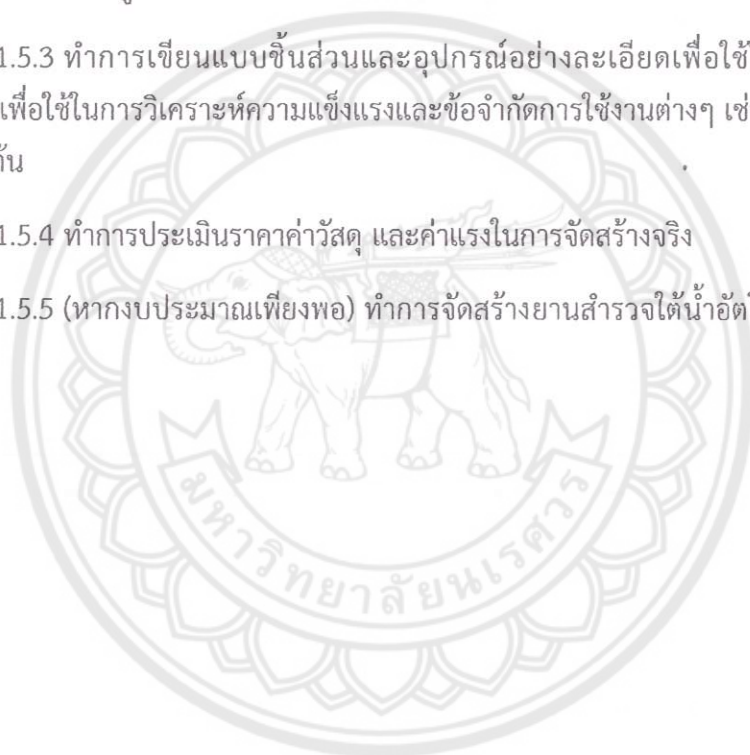 1.5.3 ทำการเขียนแบบชิ้นส่วนและอุปกรณ์อย่างละเอียดเพื่อใช้
เพื่อใช้ในการวิเคราะห์ความแข็งแรงและข้อจำกัดการใช้งานต่างๆ เช่
ต้น
1.5.4 ทำการประเมินราคาค่าวัสดุ และค่าแรงในการจัดสร้างจริง
1.5.5 (หากงบประมาณเพียงพอ) ทำการจัดสร้างยานสำรวจใต้น้ำอัตโ
มหาวิทยาลัยนเรศวร